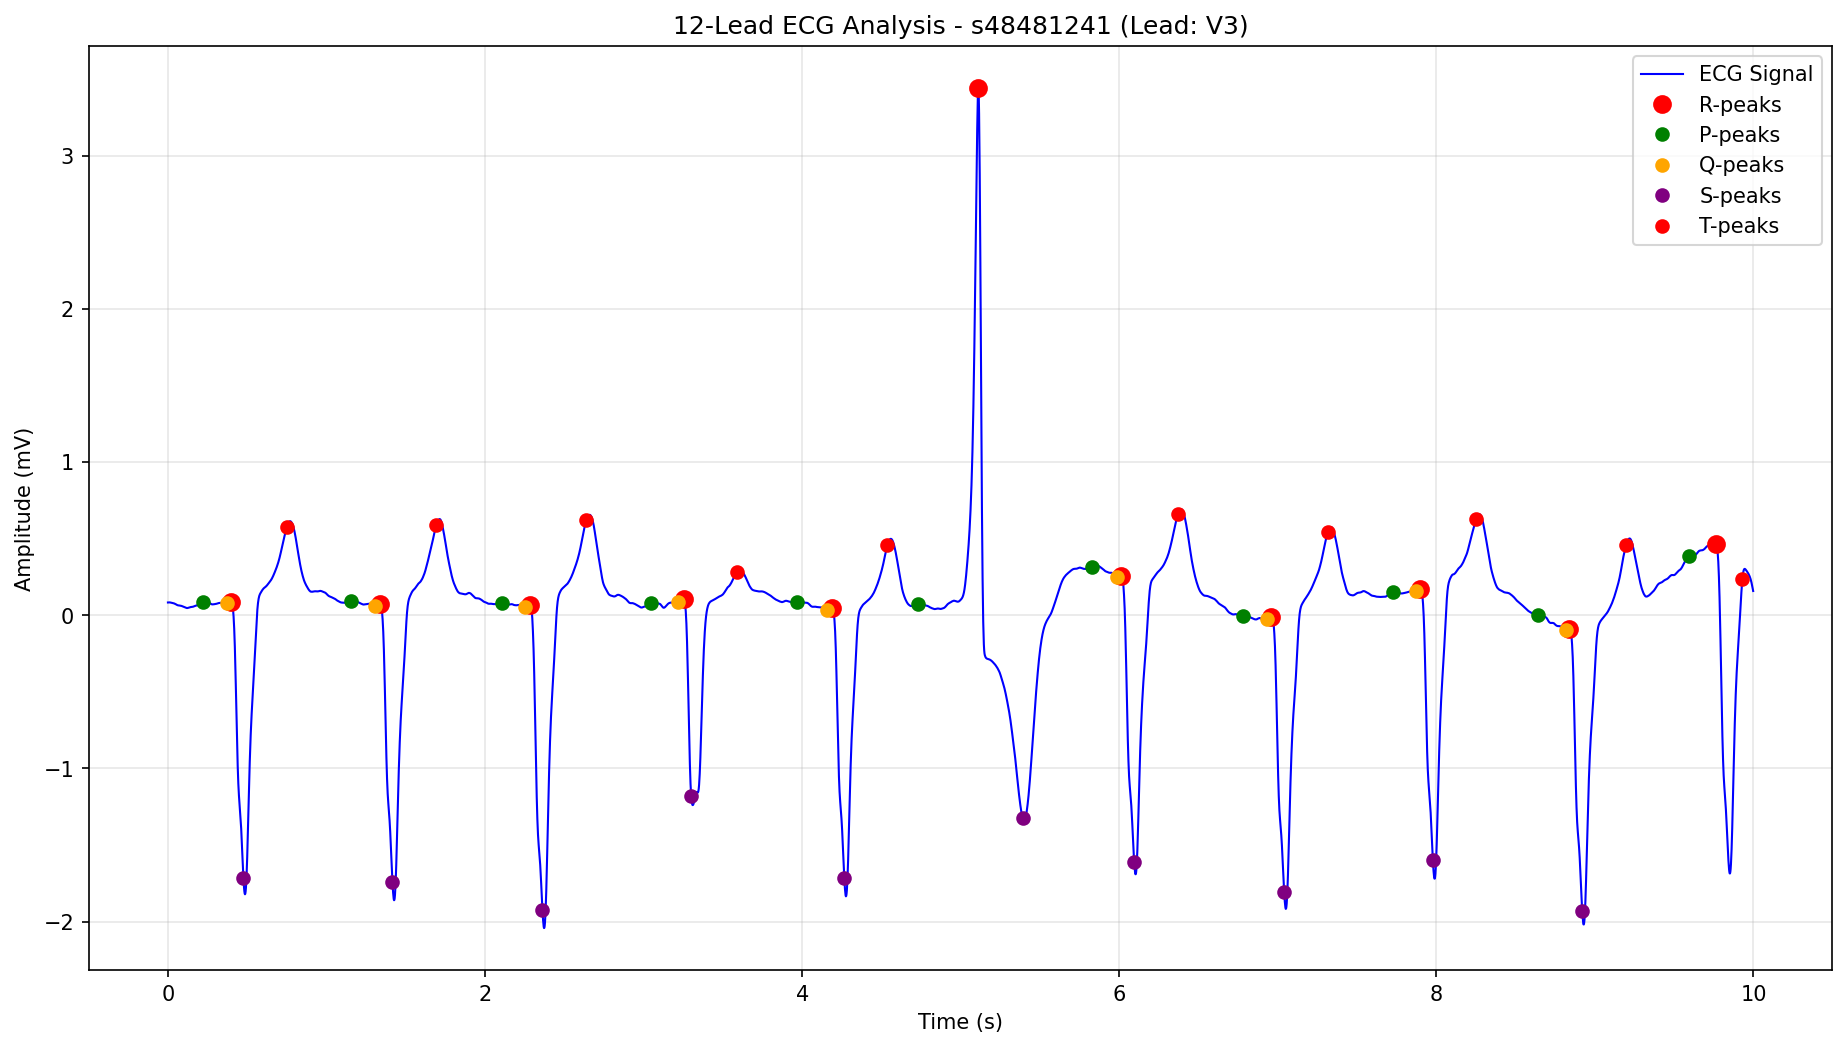 12-Lead ECG Analysis - s48481241 (Lead: V3)
ECG Signal
R-peaks
P-peaks
Q-peaks
S-peaks
T-peaks
Amplitude (mV)
3
2
1
0
−1
−2
0 2 4 6 8 10
Time (s)